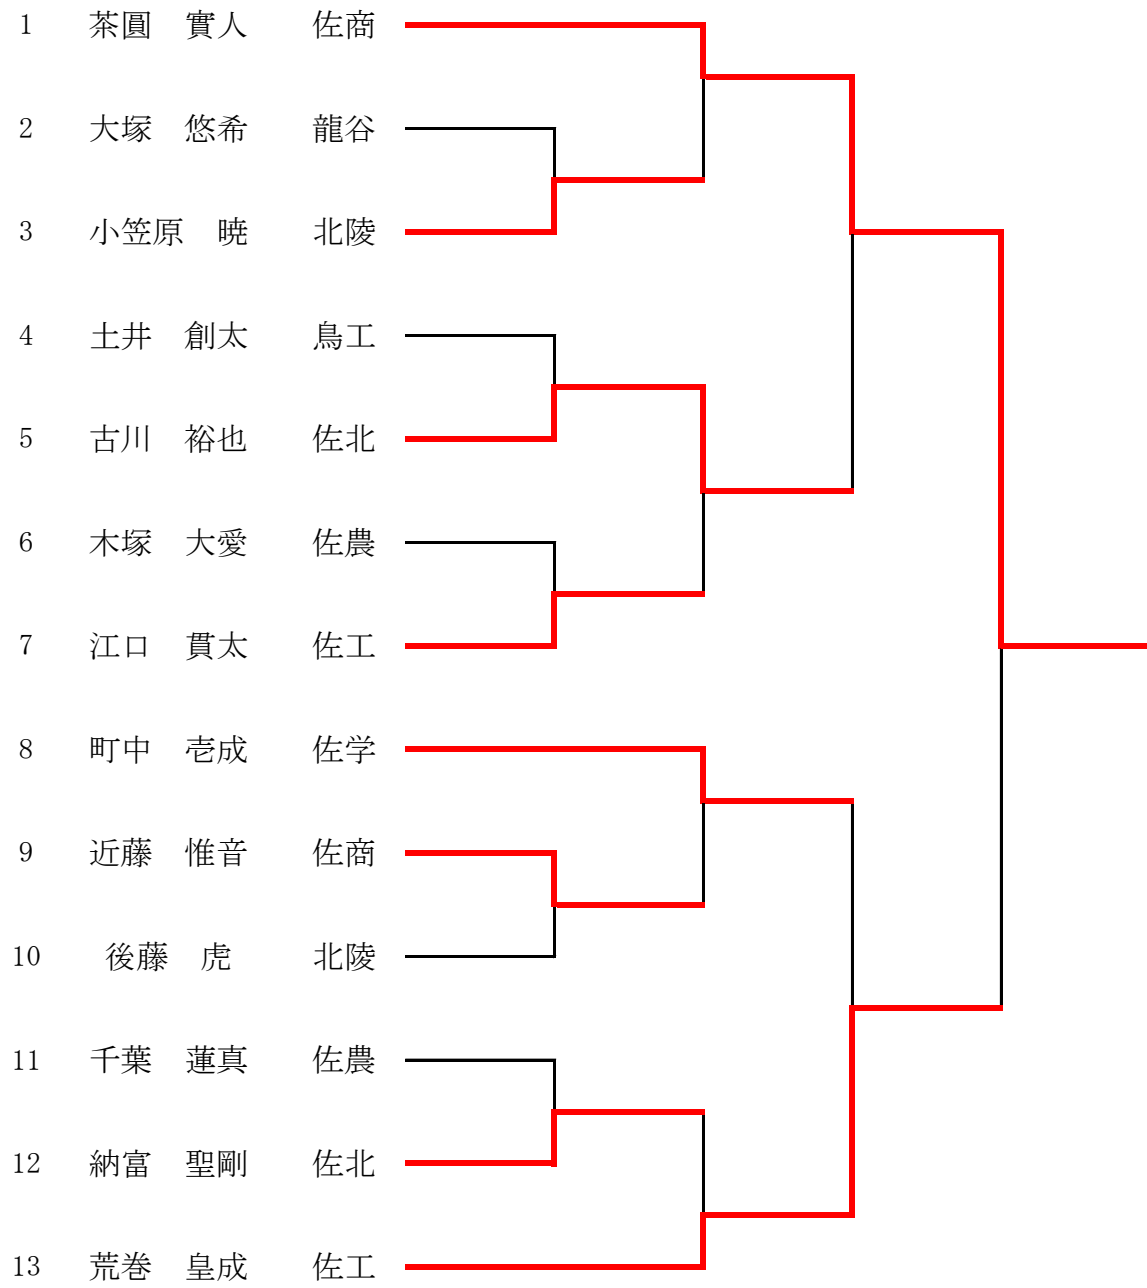 1 茶圓 實人 佐商
2 大塚 悠希 龍谷
3 小笠原 暁 北陵
4 土井 創太 鳥工
5 古川 裕也 佐北
6 木塚 大愛 佐農
7 江口 貫太 佐工
8 町中 壱成 佐学
9 近藤 惟音 佐商
10 後藤 虎 北陵
11 千葉 蓮真 佐農
12 納富 聖剛 佐北
13 荒巻 皇成 佐工